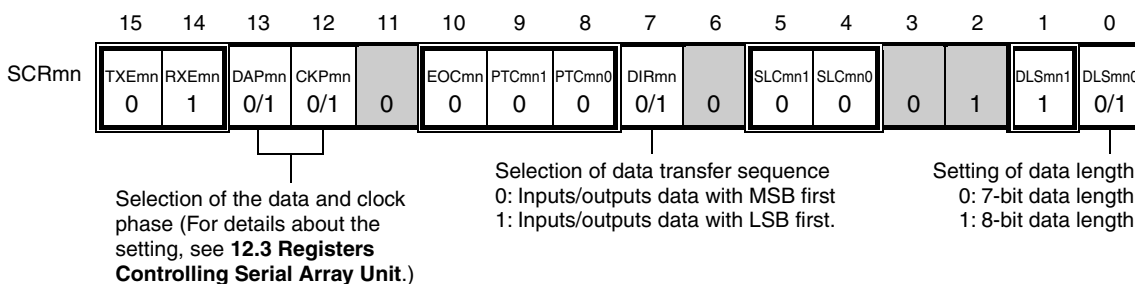 15 14 13 12 11 10 9 8 7 6 5 4 3 2 1 0
SCRmn TXEmn RXEmn DAPmn CKPmn EOCmn PTCmn1 PTCmn0 DIRmn SLCmn1 SLCmn0 DLSmn1 DLSmn0
0 1 0/1 0/1 0 0 0 0 0/1 0 0 0 0 1 1 0/1
Selection of the data and clock
phase (For details about the
setting, see 12.3 Registers
Controlling Serial Array Unit.)
Selection of data transfer sequence
0: Inputs/outputs data with MSB first
1: Inputs/outputs data with LSB first.
Setting of data length
0: 7-bit data length
1: 8-bit data length